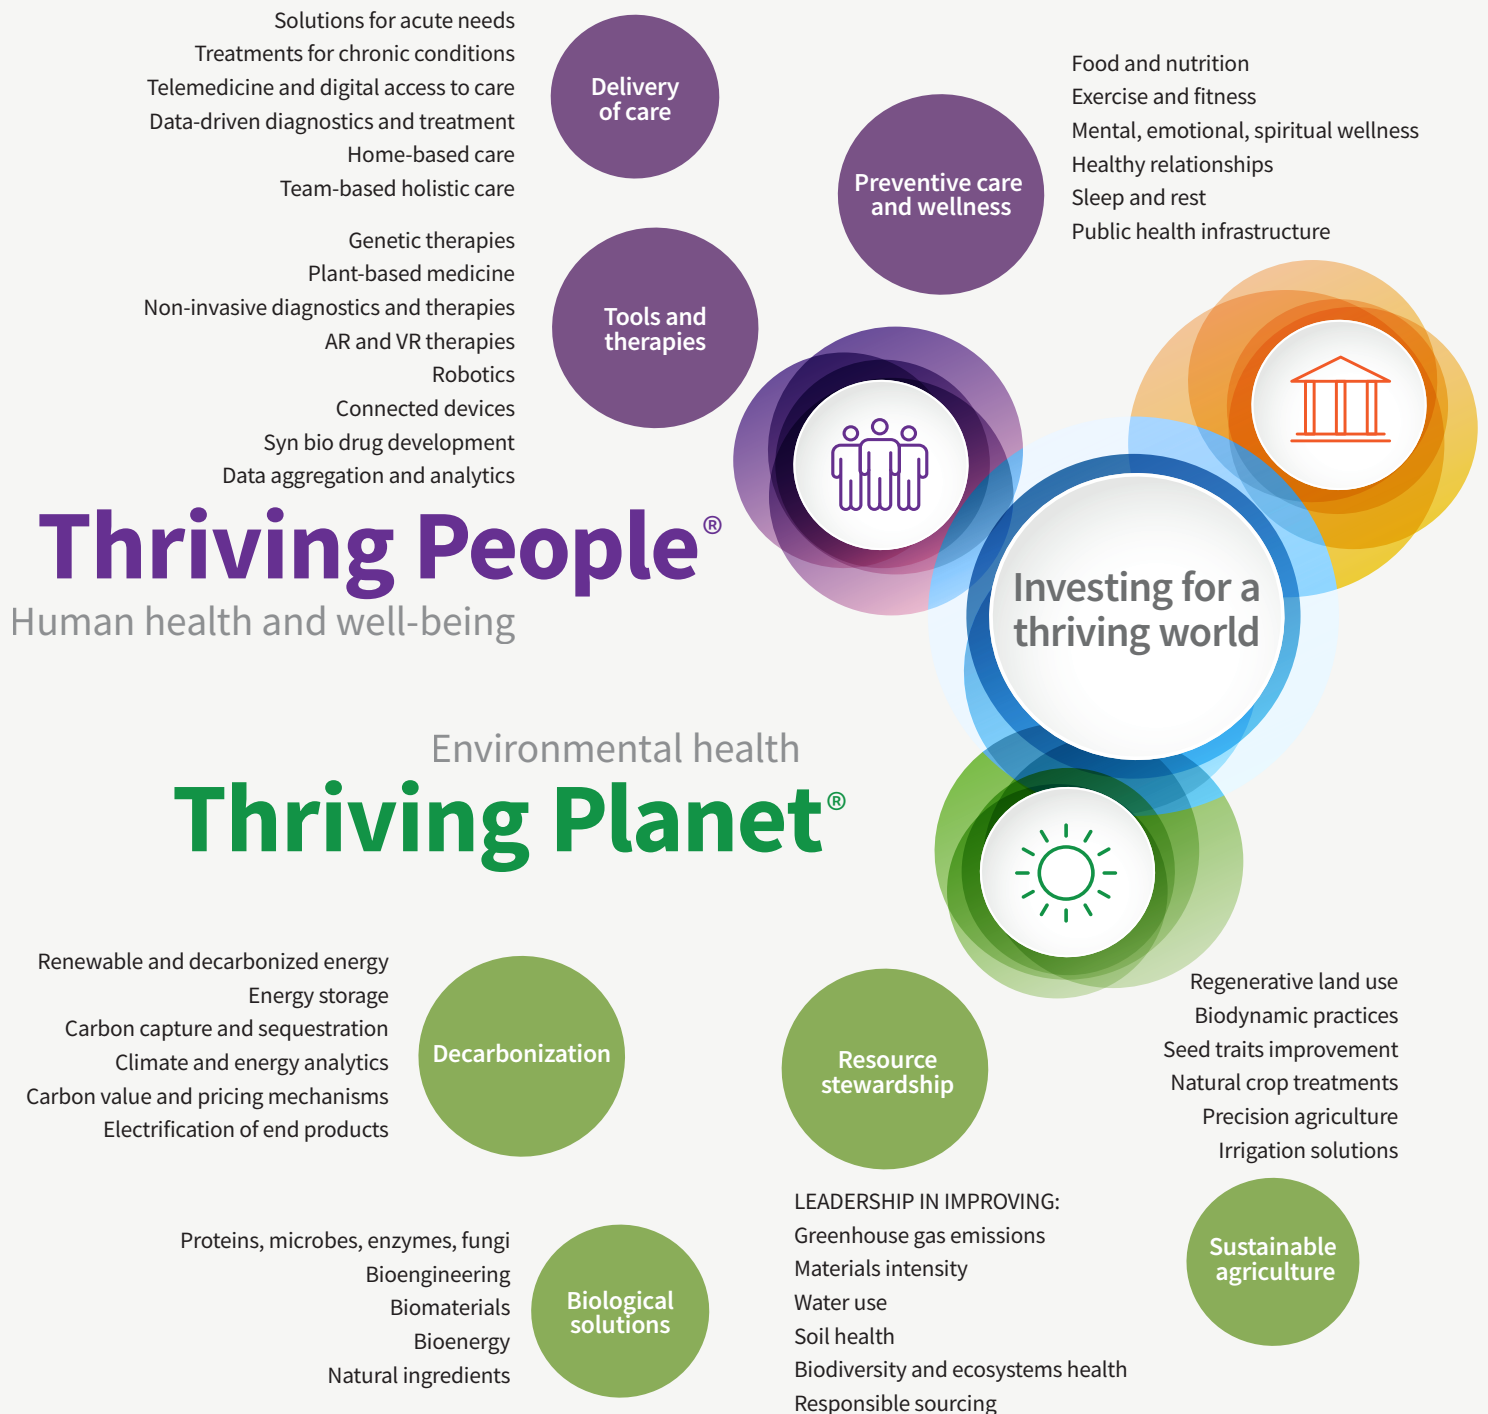 Solutions for acute needs
Treatments for chronic conditions
Telemedicine and digital access to care
Data-driven diagnostics and treatment
Home-based care
Team-based holistic care
Delivery
of care
Preventive care
and wellness
Food and nutrition
Exercise and fitness
Mental, emotional, spiritual wellness
Healthy relationships
Sleep and rest
Public health infrastructure
Genetic therapies
Plant-based medicine
Non-invasive diagnostics and therapies
AR and VR therapies
Robotics
Connected devices
Syn bio drug development
Data aggregation and analytics
Tools and
therapies
Thriving People®
Human health and well-being
Investing for a
thriving world
Environmental health
Thriving Planet®
Renewable and decarbonized energy
Energy storage
Carbon capture and sequestration
Climate and energy analytics
Carbon value and pricing mechanisms
Electrification of end products
Decarbonization
Resource
stewardship
LEADERSHIP IN IMPROVING:
Greenhouse gas emissions
Materials intensity
Water use
Soil health
Biodiversity and ecosystems health
Responsible sourcing
Regenerative land use
Biodynamic practices
Seed traits improvement
Natural crop treatments
Precision agriculture
Irrigation solutions
Sustainable
agriculture
Proteins, microbes, enzymes, fungi
Bioengineering
Biomaterials
Bioenergy
Natural ingredients
Biological
solutions